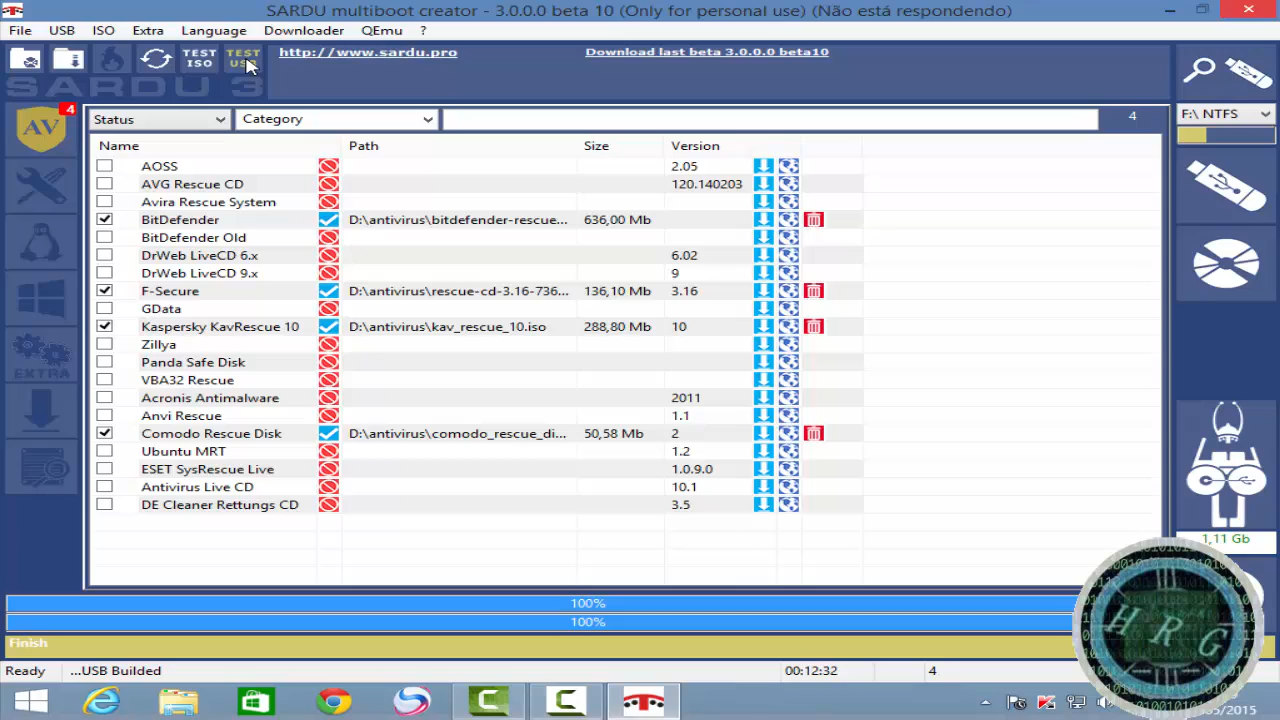 SARDU multiboot creator - 3.0.0.0 beta 10 (Only for personal use) (Não está respondendo)
File USB ISO Extra Language Downloader QEmu ?
TEST ISO TEST USB http://www.sardu.pro Download last beta 3.0.0.0 beta10
SARDU 3
F:\ NTFS
AV 4 Status Category 4
Name Path Size Version
AOSS 2.05
AVG Rescue CD 120.140203
Avira Rescue System
BitDefender D:\antivirus\bitdefender-rescue... 636,00 Mb
BitDefender Old
DrWeb LiveCD 6.x 6.02
DrWeb LiveCD 9.x 9
F-Secure D:\antivirus\rescue-cd-3.16-736... 136,10 Mb 3.16
GData
Kaspersky KavRescue 10 D:\antivirus\kav_rescue_10.iso 288,80 Mb 10
Zillya
Panda Safe Disk
VBA32 Rescue
Acronis Antimalware 2011
Anvi Rescue 1.1
Comodo Rescue Disk D:\antivirus\comodo_rescue_di... 50,58 Mb 2
Ubuntu MRT 1.2
ESET SysRescue Live 1.0.9.0
Antivirus Live CD 10.1
DE Cleaner Rettungs CD 3.5
EXTRA
1,11 Gb
100%
100%
Finish
Ready ...USB Builded 00:12:32 4
HRG
/2015